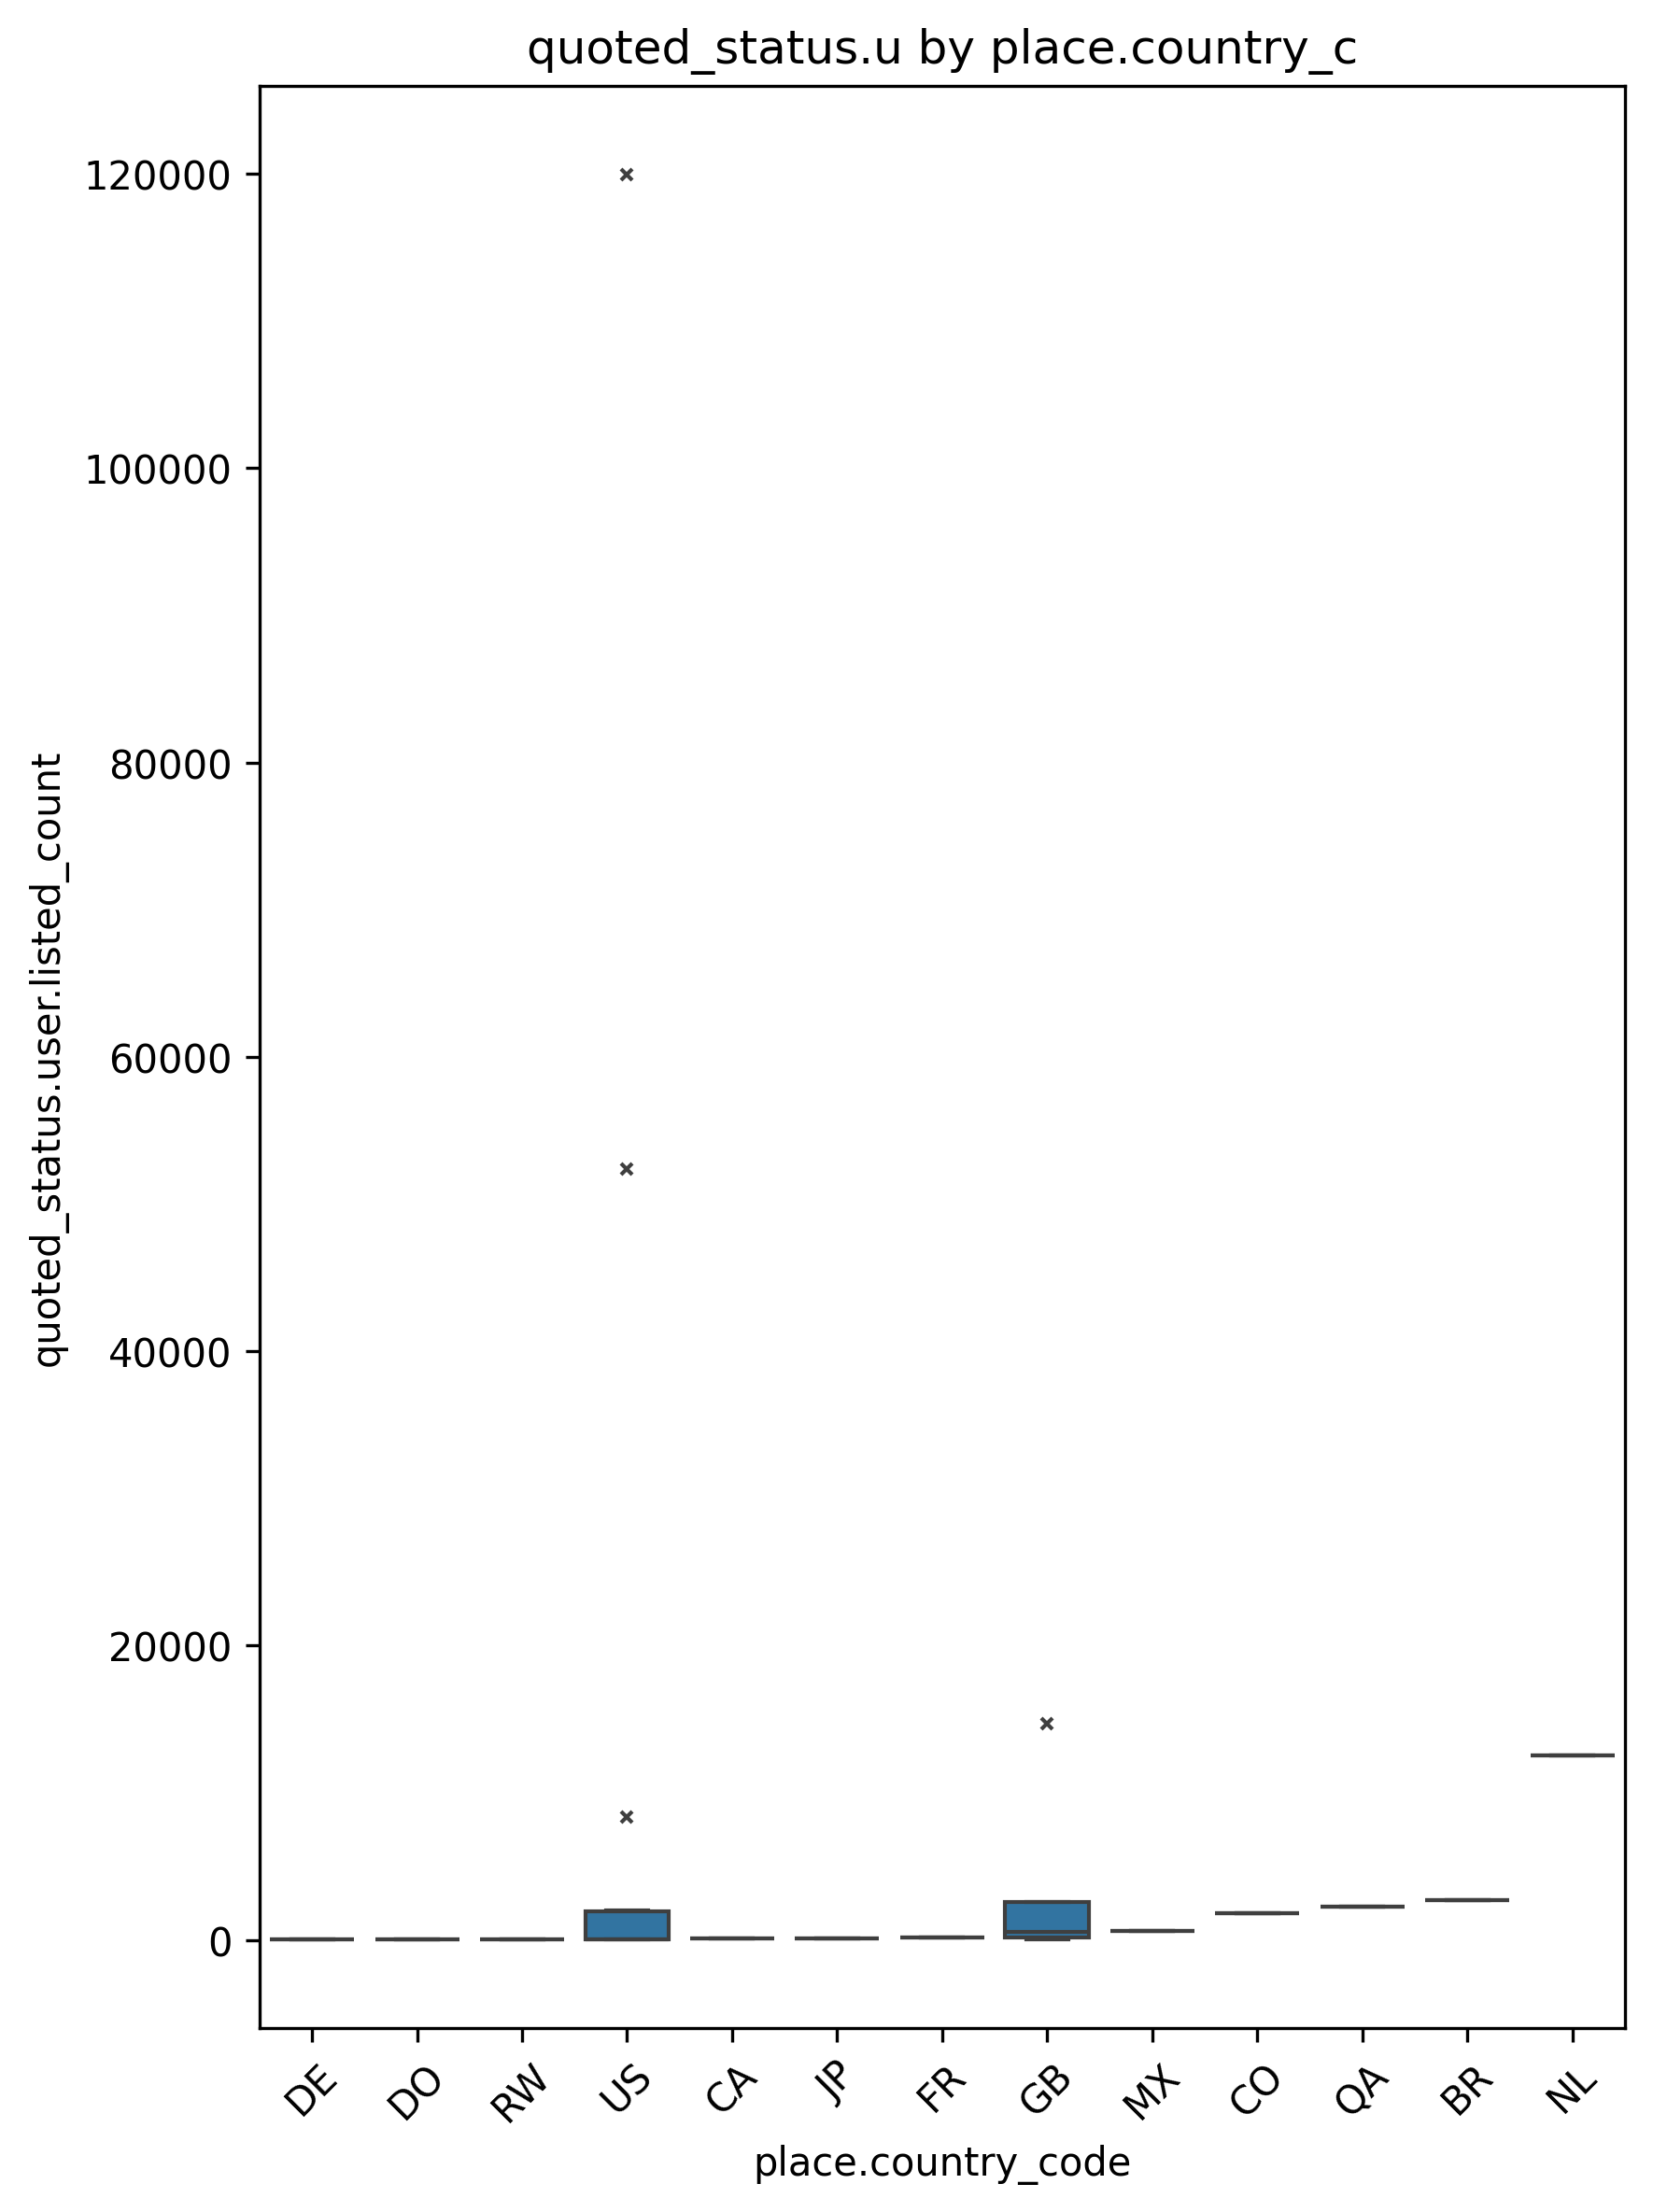 quoted_status.u by place.country_c
quoted_status.user.listed_count
120000
100000
80000
60000
40000
20000
0
DE
DO
RW
US
CA
JP
FR
GB
MX
CO
QA
BR
NL
place.country_code